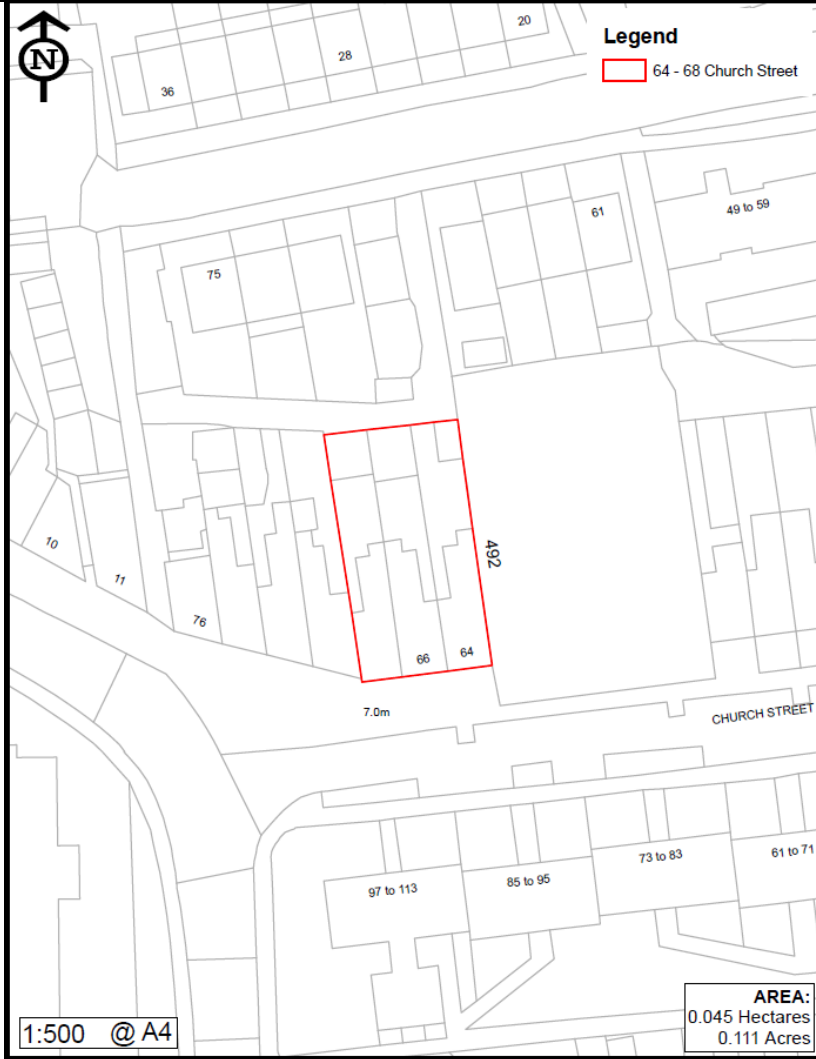 N
Legend
64 - 68 Church Street
20
28
36
61
49 to 59
75
492
10
11
76
66
64
7.0m
CHURCH STREET
97 to 113
85 to 95
73 to 83
61 to 71
1:500 @ A4
AREA:
0.045 Hectares
0.111 Acres